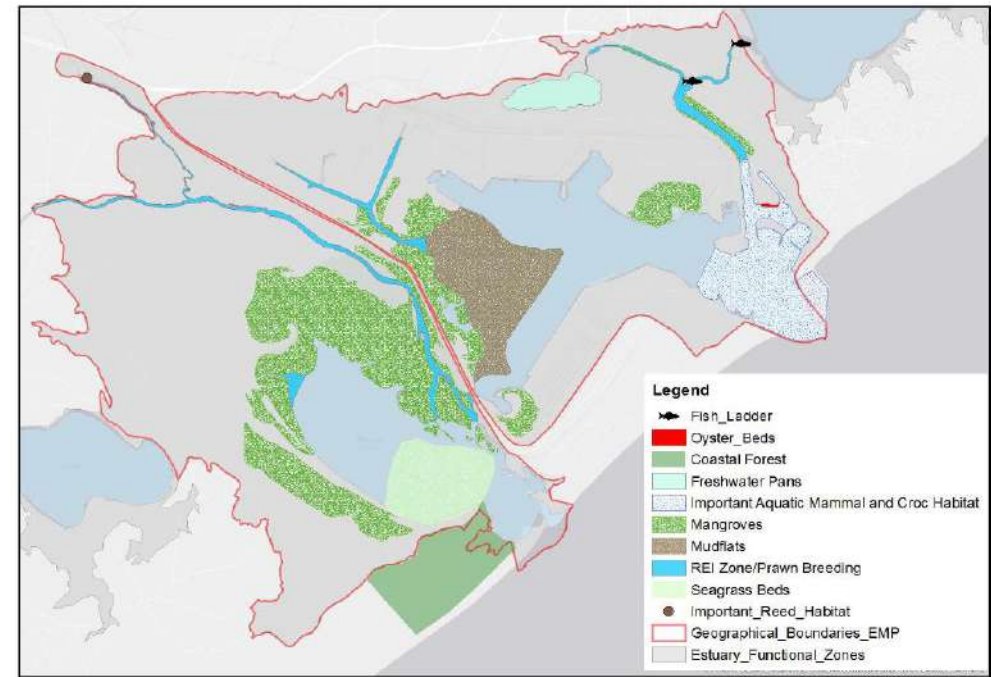 Legend
Fish_Ladder
Oyster_Beds
Coastal Forest
Freshwater Pans
Important Aquatic Mammal and Croc Habitat
Mangroves
Mudflats
REI Zone/Prawn Breeding
Seagrass Beds
Important_Reed_Habitat
Geographical_Boundaries_EMP
Estuary_Functional_Zones